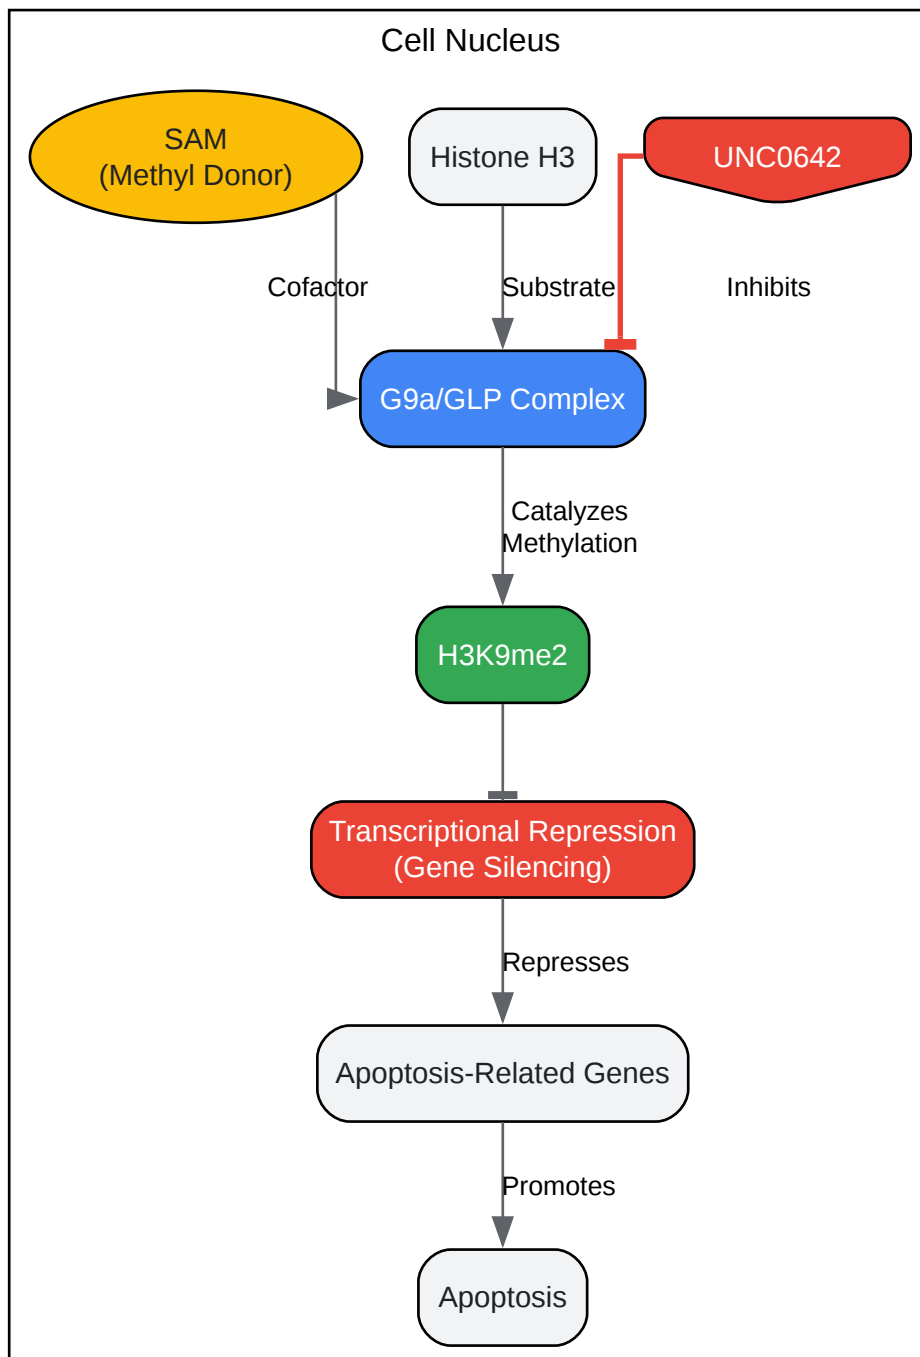 Cell Nucleus
SAM
(Methyl Donor)
Histone H3
UNC0642
Cofactor
Substrate
Inhibits
G9a/GLP Complex
Catalyzes
Methylation
H3K9me2
Transcriptional Repression
(Gene Silencing)
Represses
Apoptosis-Related Genes
Promotes
Apoptosis